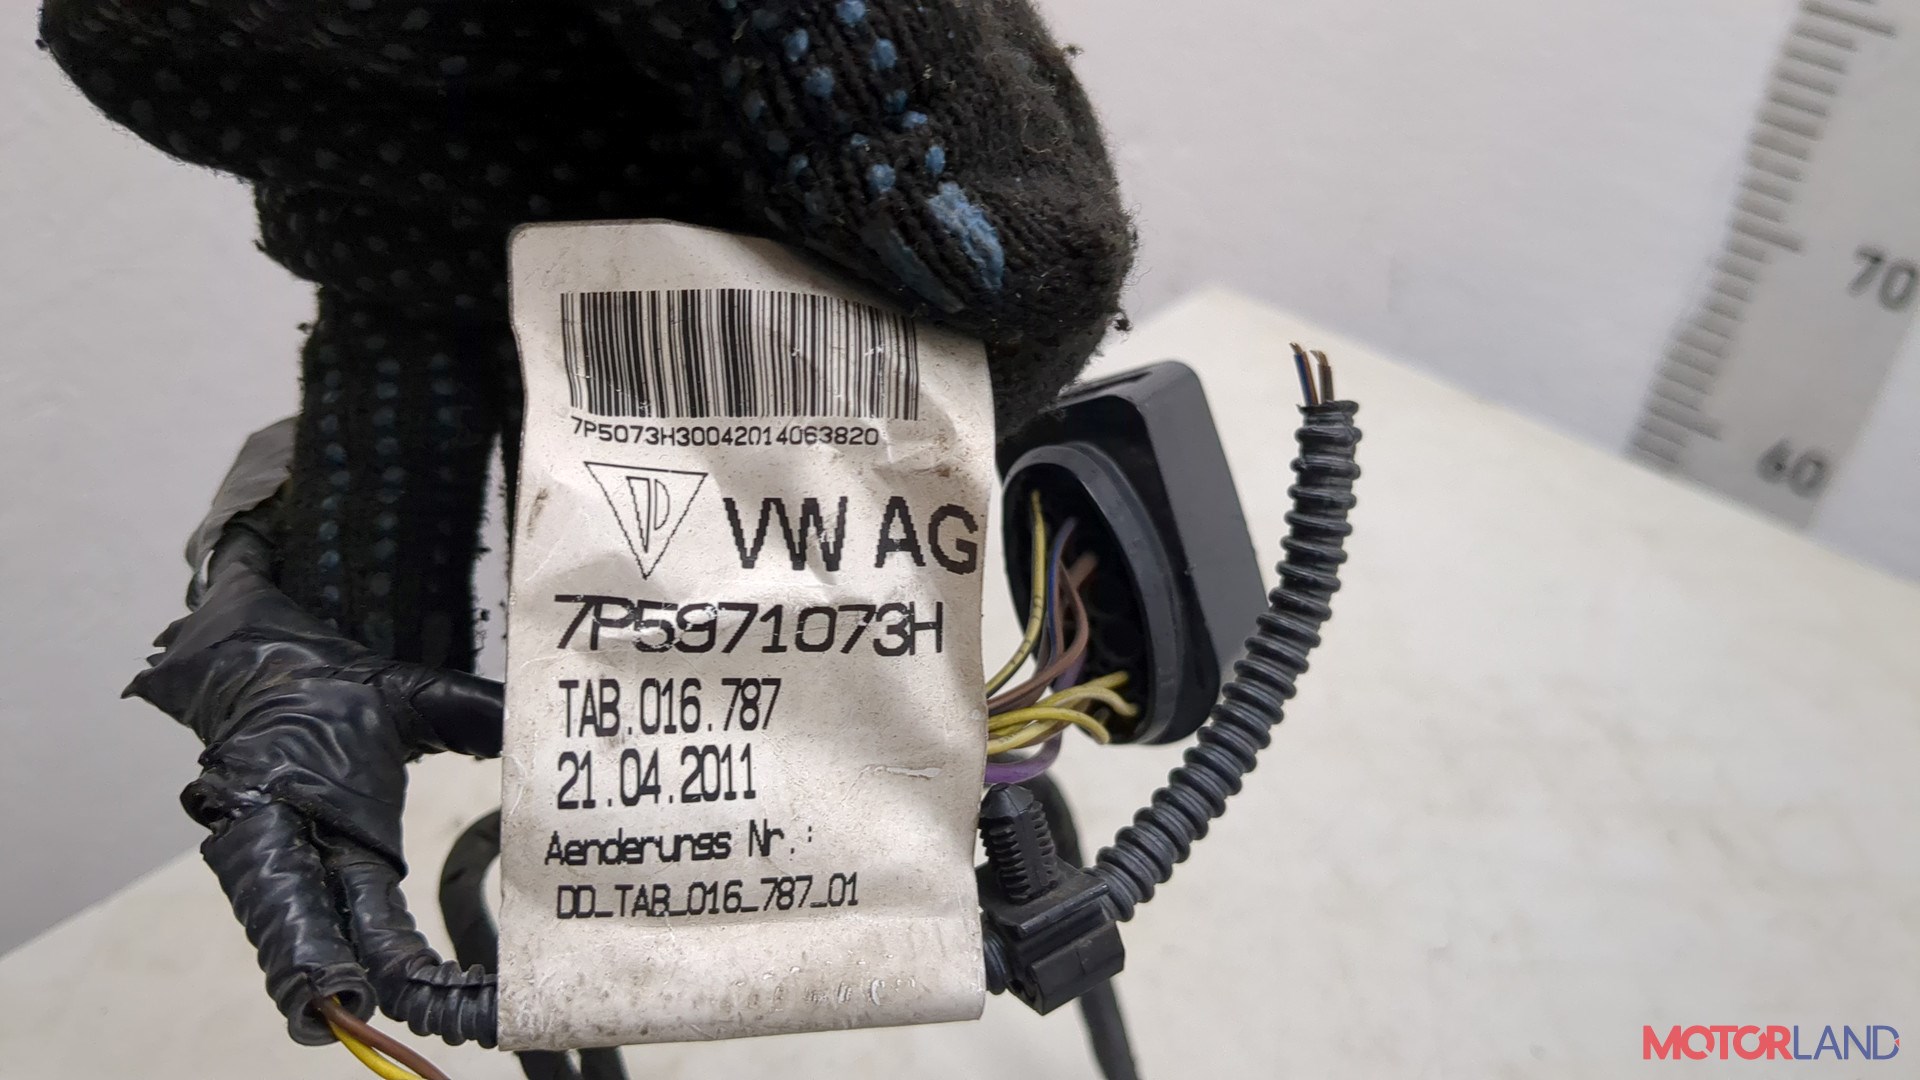 7P5073H30042014063820
VW AG
7P5971073H
TAB.016.787
21.04.2011
Aenderungs Nr.:
DD_TAB_016_787_01
70
60
MOTORLAND